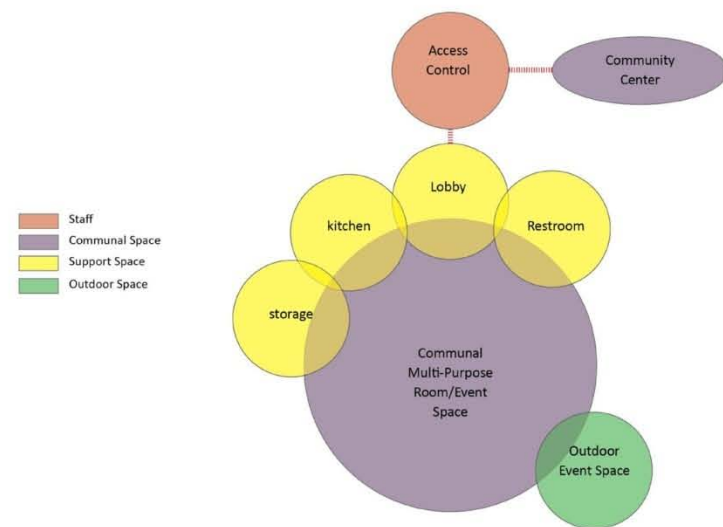 Access
Control
Community
Center
Lobby
kitchen
Restroom
Staff
Communal Space
Support Space
Outdoor Space
storage
Communal
Multi-Purpose
Room/Event
Space
Outdoor
Event Space